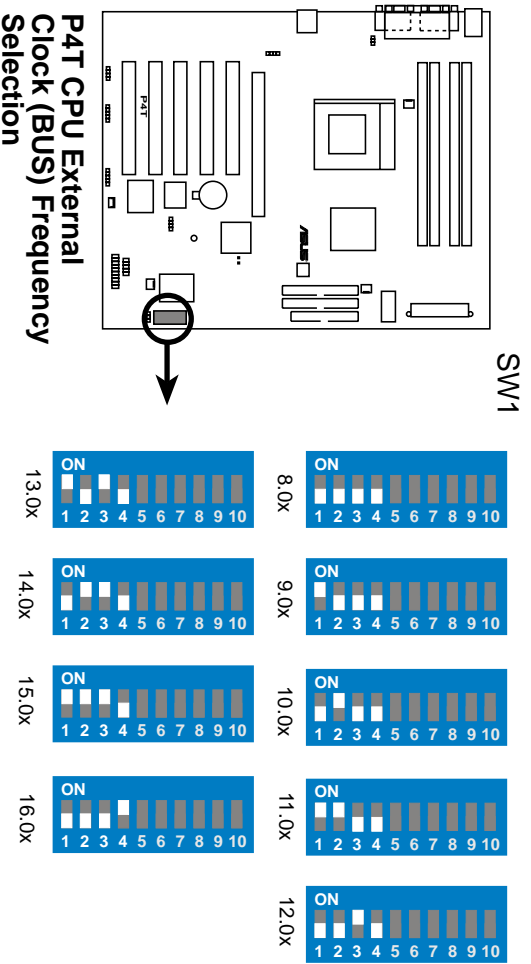 P4T
ASUS
P4T CPU External
Clock (BUS) Frequency
Selection
SW1
ON
1 2 3 4 5 6 7 8 9 10
8.0x
ON
1 2 3 4 5 6 7 8 9 10
9.0x
ON
1 2 3 4 5 6 7 8 9 10
10.0x
ON
1 2 3 4 5 6 7 8 9 10
11.0x
ON
1 2 3 4 5 6 7 8 9 10
12.0x
ON
1 2 3 4 5 6 7 8 9 10
13.0x
ON
1 2 3 4 5 6 7 8 9 10
14.0x
ON
1 2 3 4 5 6 7 8 9 10
15.0x
ON
1 2 3 4 5 6 7 8 9 10
16.0x